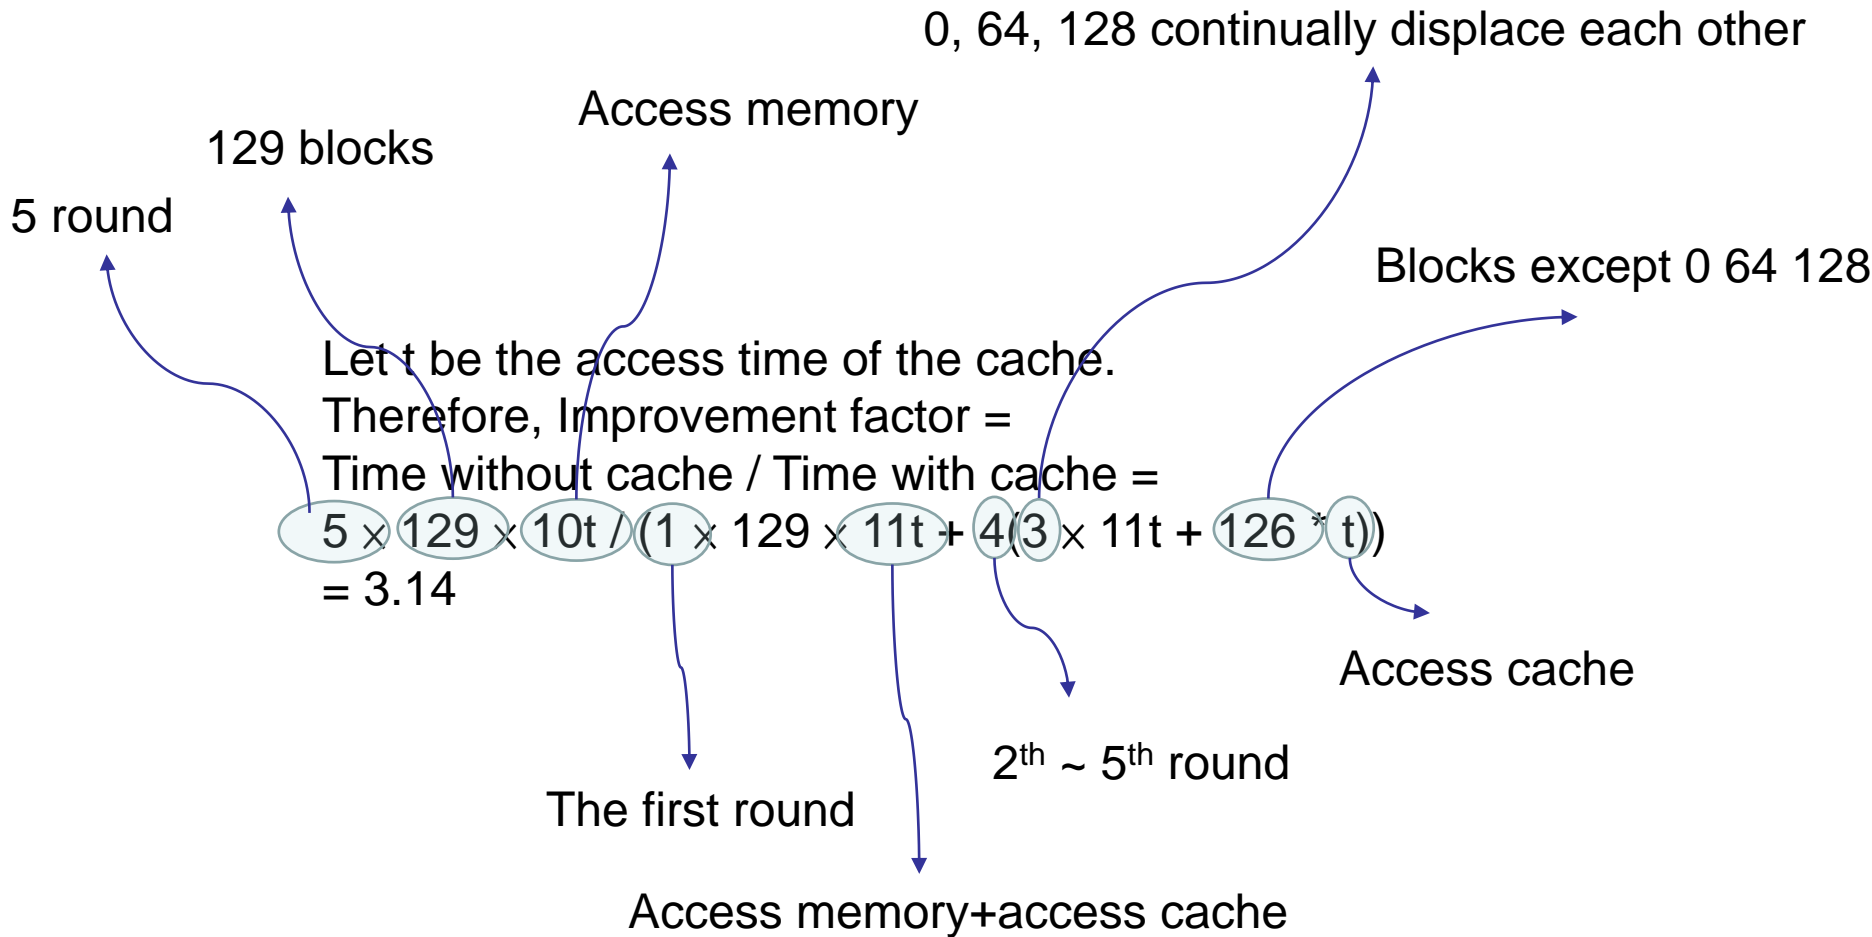 0, 64, 128 continually displace each other
Access memory
129 blocks
5 round
Blocks except 0 64 128
Let t be the access time of the cache.
Therefore, Improvement factor =
Time without cache / Time with cache =
5 × 129 × 10t / (1 × 129 × 11t + 4(3 × 11t + 126 * t))
= 3.14
Access cache
2th ~ 5th round
The first round
Access memory+access cache